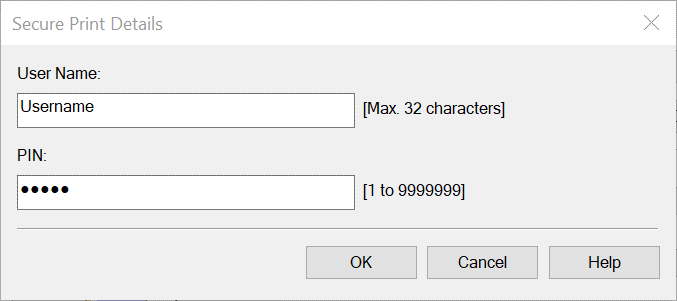 Secure Print Details
User Name:
Username [Max. 32 characters]
PIN:
●●●●● [1 to 9999999]
OK Cancel Help